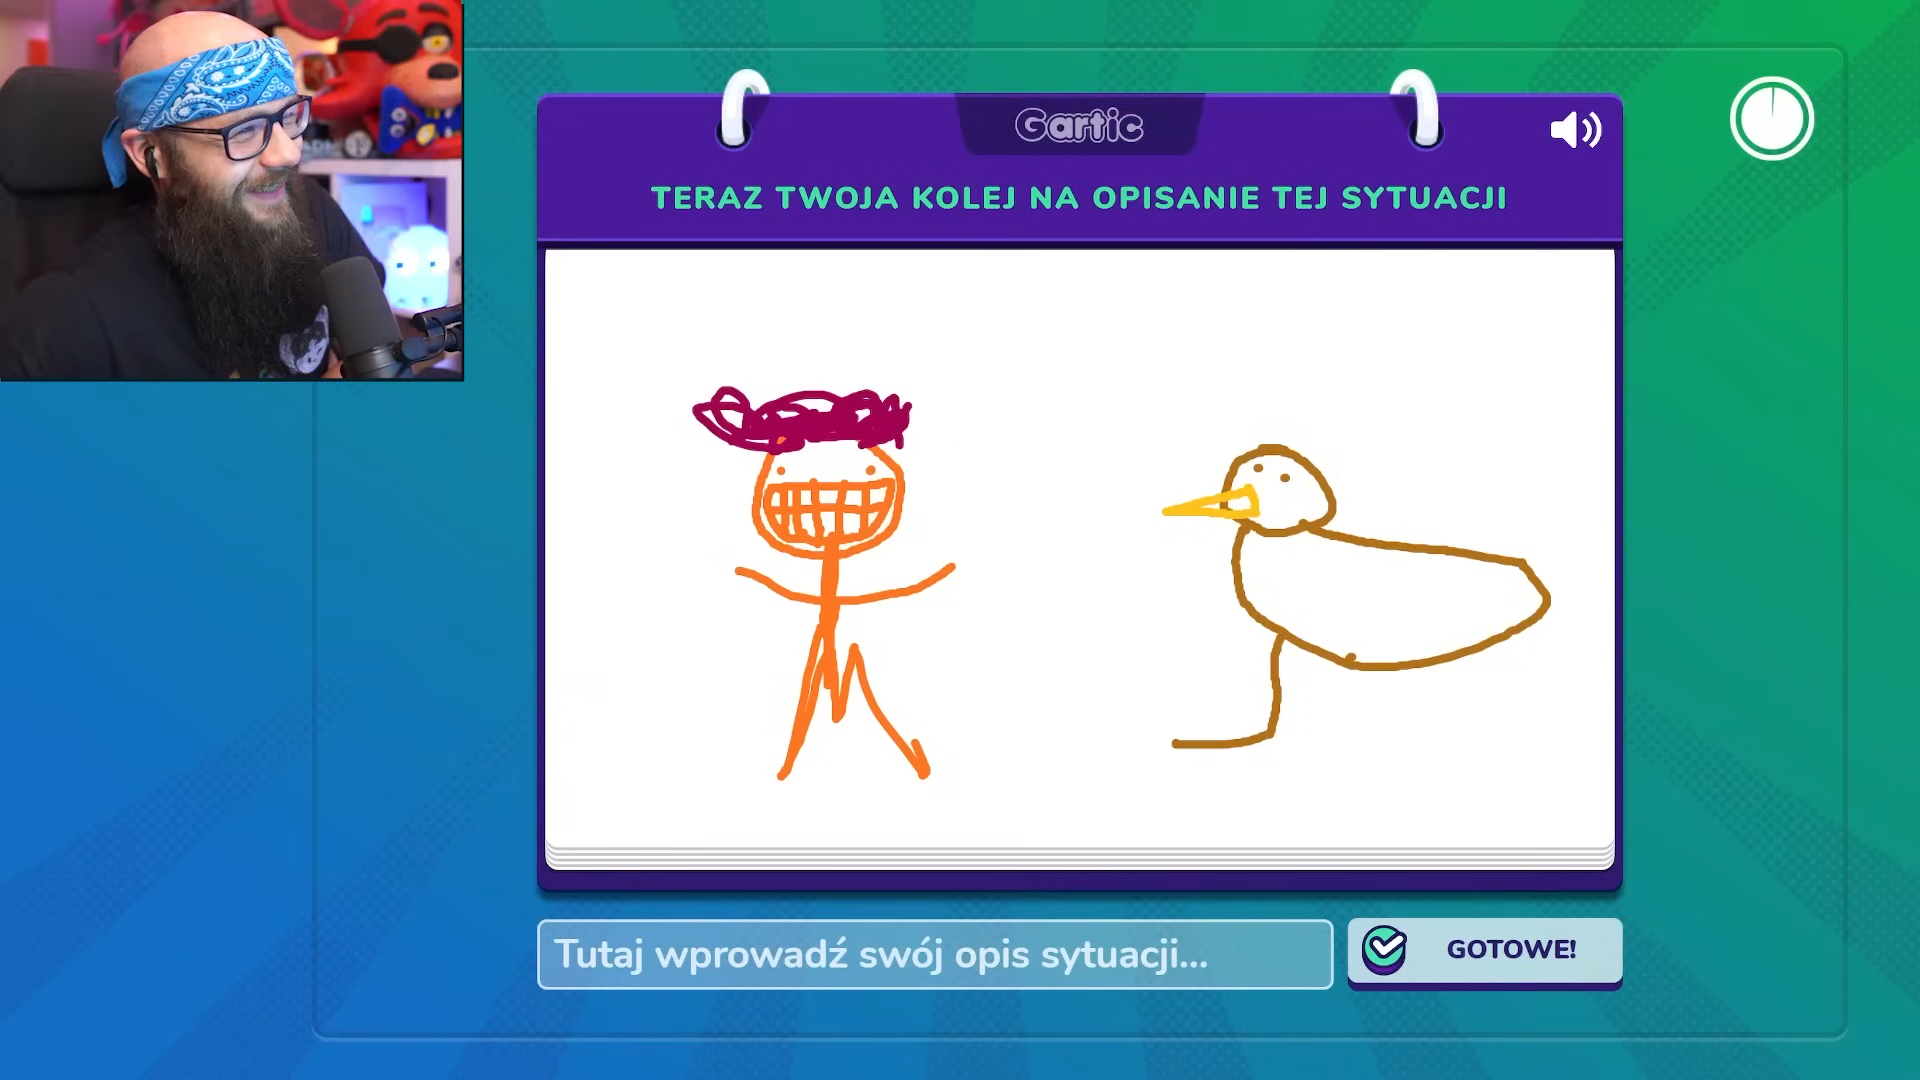 Gartic
TERAZ TWOJA KOLEJ NA OPISANIE TEJ SYTUACJI
Tutaj wprowadź swój opis sytuacji...
GOTOWE!